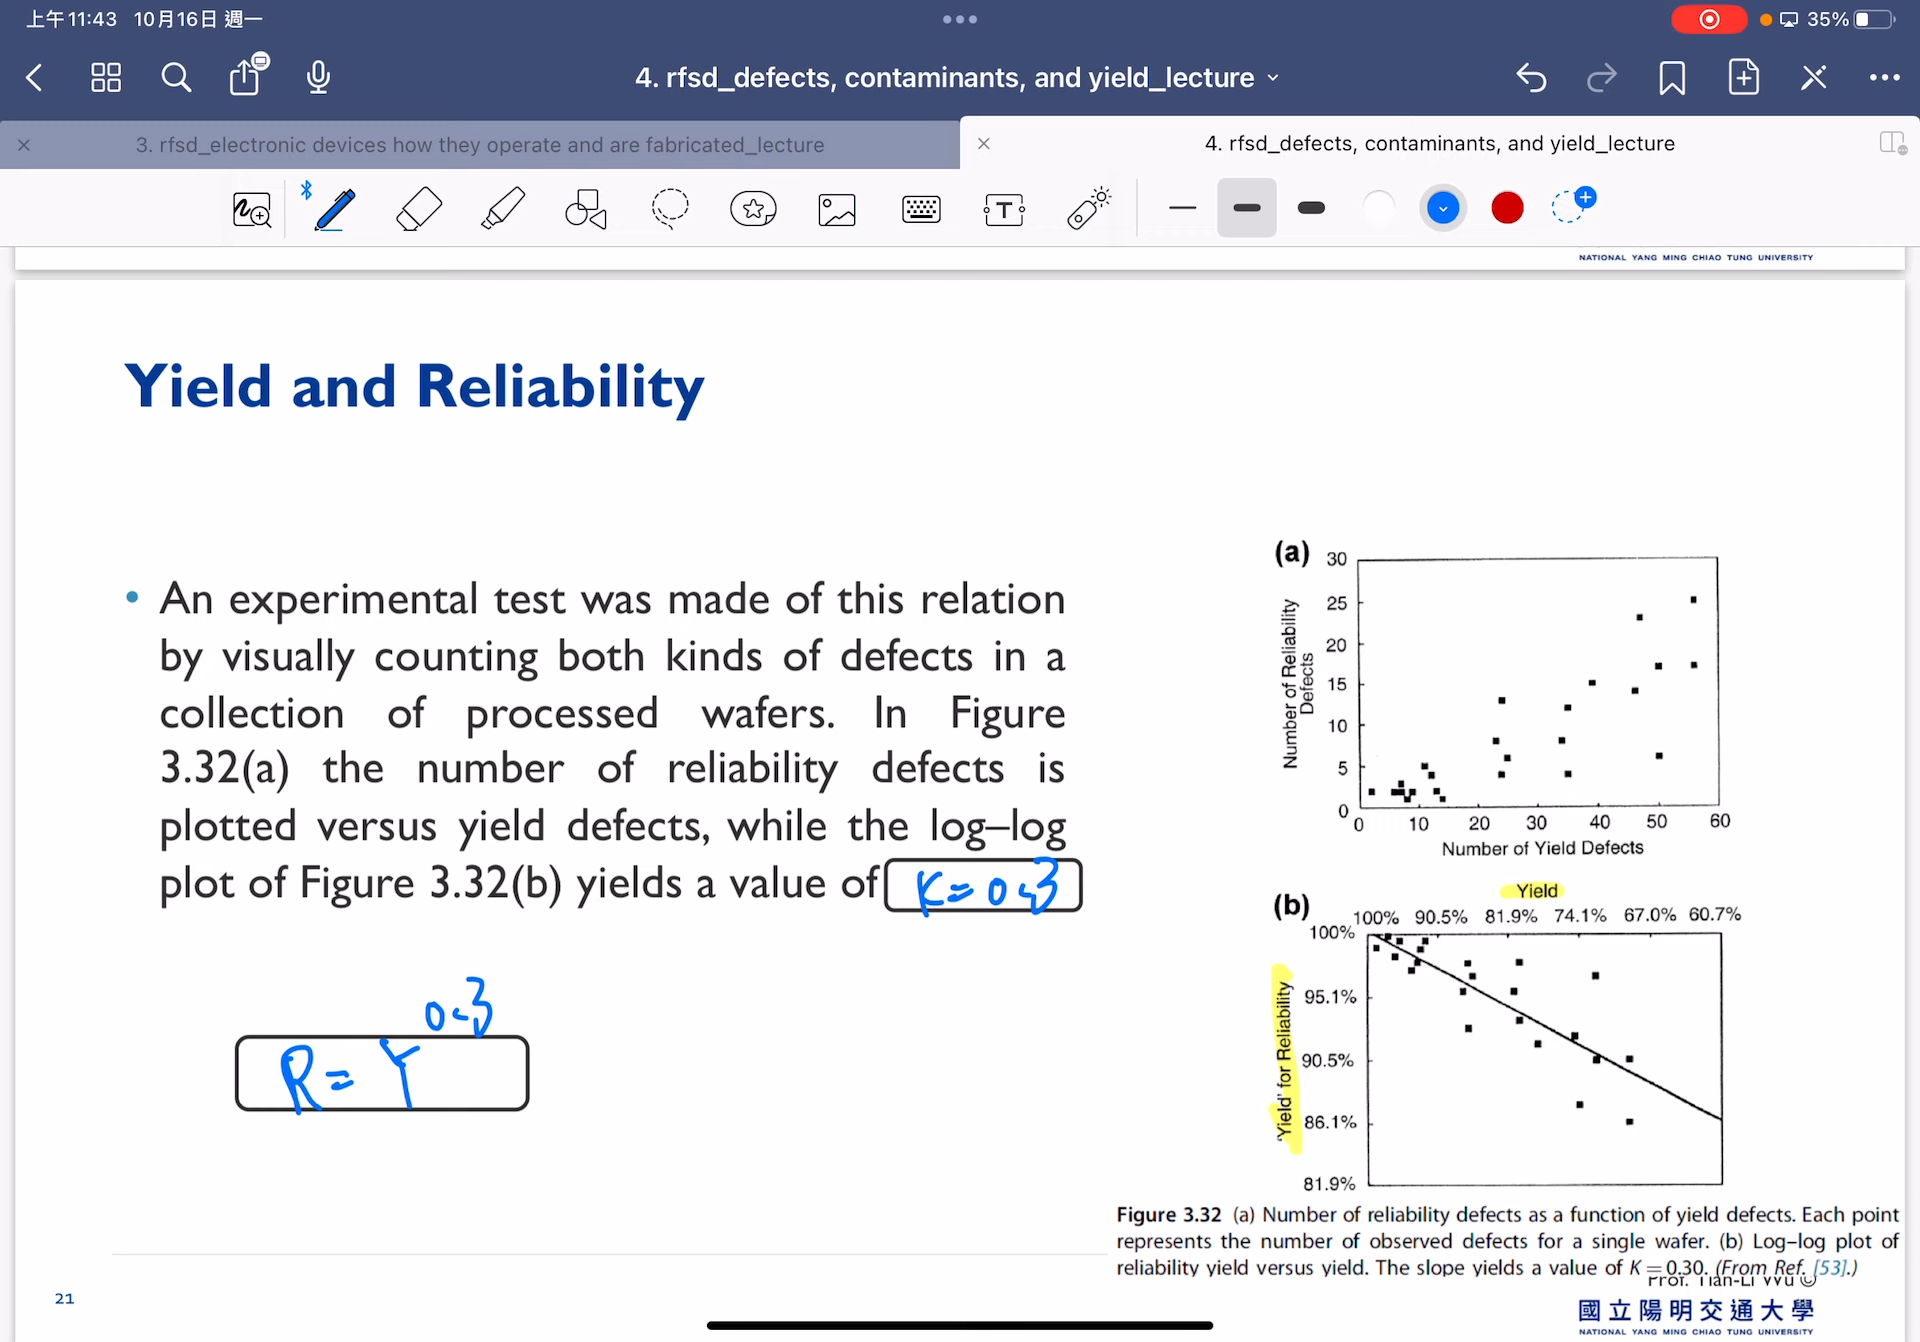 上午11:43 10月16日 週一
35%
4. rfsd_defects, contaminants, and yield_lecture
3. rfsd_electronic devices how they operate and are fabricated_lecture
4. rfsd_defects, contaminants, and yield_lecture
NATIONAL YANG MING CHIAO TUNG UNIVERSITY
Yield and Reliability
• An experimental test was made of this relation
by visually counting both kinds of defects in a
collection of processed wafers. In Figure
3.32(a) the number of reliability defects is
plotted versus yield defects, while the log–log
plot of Figure 3.32(b) yields a value of K=0.3
R=Y^0.3
(a)
Number of Reliability
Defects
30
25
20
15
10
5
0
0 10 20 30 40 50 60
Number of Yield Defects
(b)
Yield
100% 90.5% 81.9% 74.1% 67.0% 60.7%
'Yield' for Reliability
100%
95.1%
90.5%
86.1%
81.9%
Figure 3.32 (a) Number of reliability defects as a function of yield defects. Each point
represents the number of observed defects for a single wafer. (b) Log–log plot of
reliability yield versus yield. The slope yields a value of K=0.30. (From Ref. [53].)
Prof. Tian-Li Wu ©
21
國立陽明交通大學
NATIONAL YANG MING CHIAO TUNG UNIVERSITY